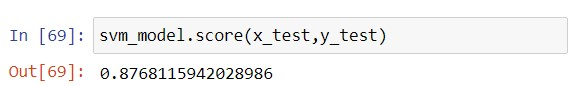 In [69]: svm_model.score(x_test,y_test)
Out[69]: 0.8768115942028986